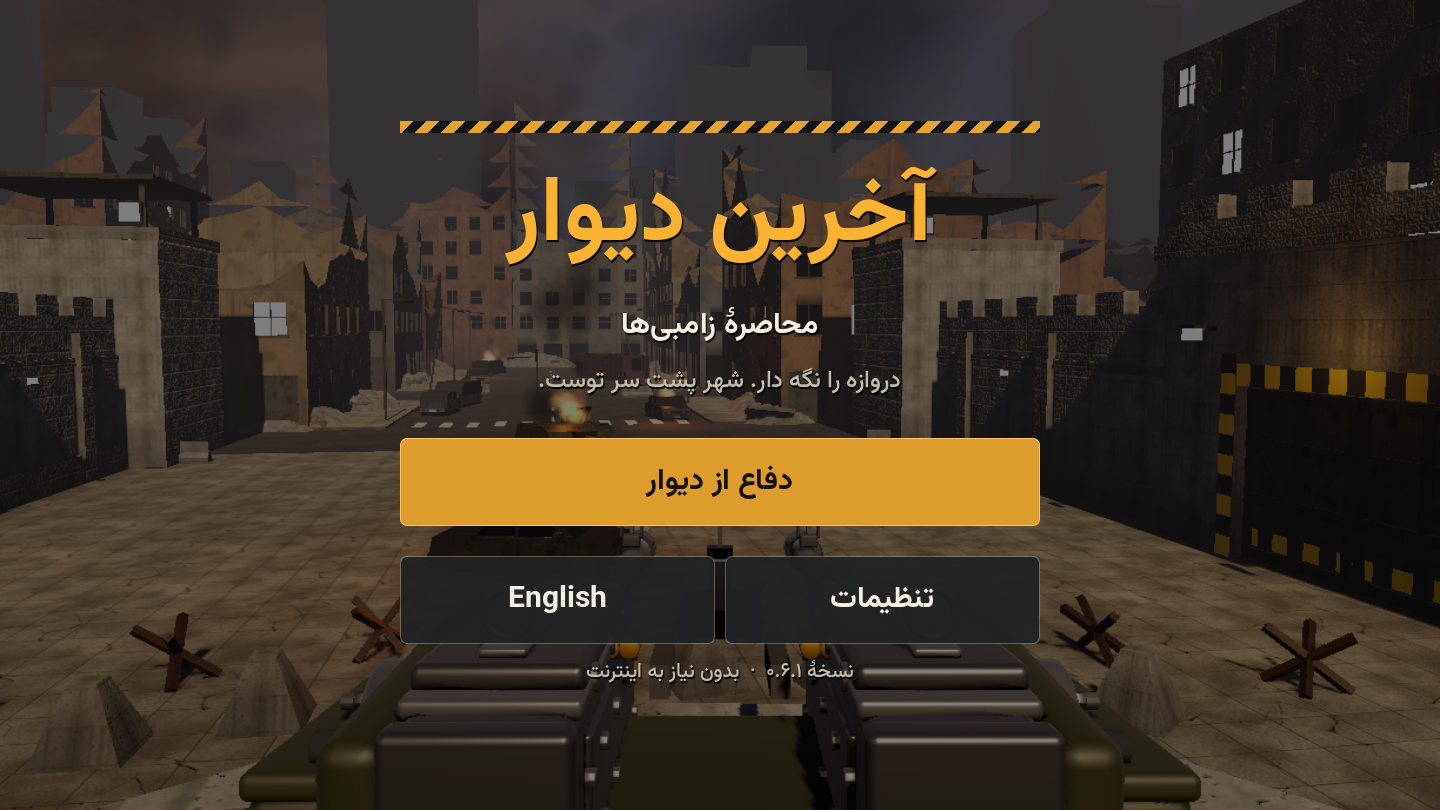 آخرین دیوار
محاصرهٔ زامبی‌ها
دروازه را نگه دار. شهر پشت سر توست.
دفاع از دیوار
تنظیمات
English
نسخهٔ ۰.۶.۱ · بدون نیاز به اینترنت